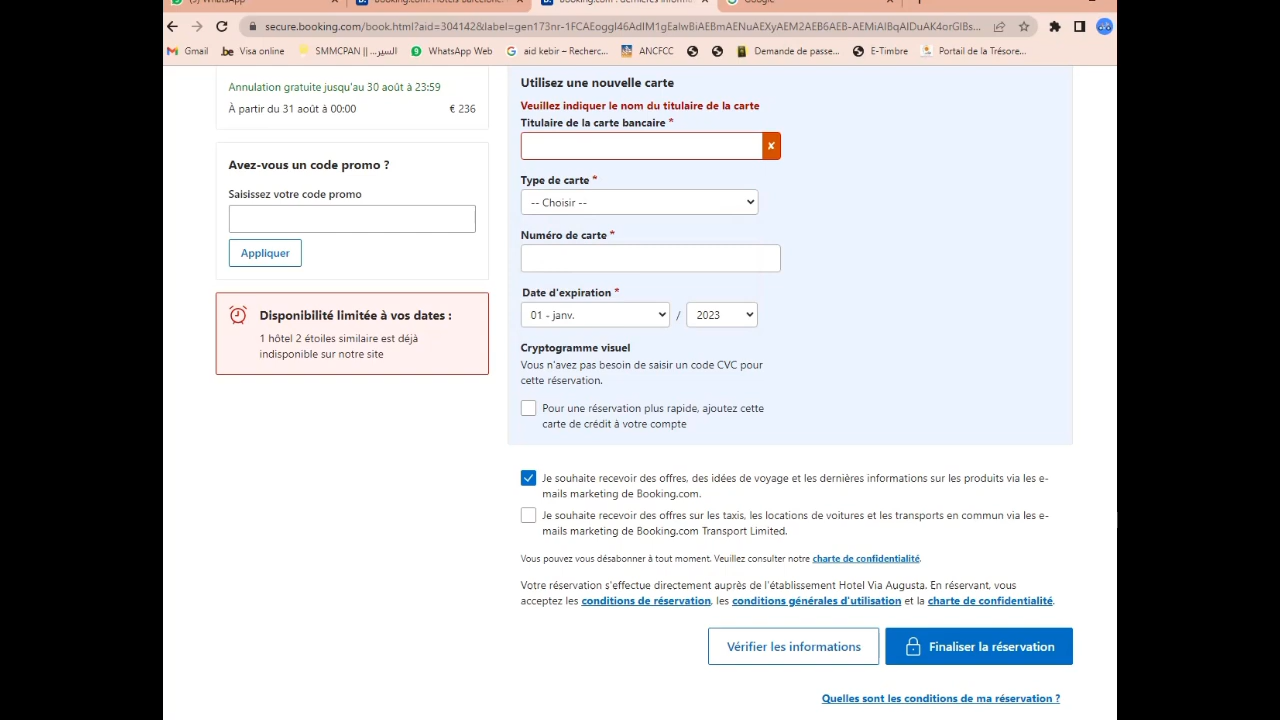 (5) WhatsApp
Booking.com: Hotels Barcelone.
Booking.com : dernières inform
Google
secure.booking.com/book.html?aid=304142&label=gen173nr-1FCAEoggI46AdIM1gEaIwBiAEBmAENuAEXyAEM2AEB6AEB-AEMiAIBqAIDuAK4orGlBs...
Gmail
Visa online
SMMCPAN || ...السير
WhatsApp Web
aid kebir – Recherc...
ANCFCC
Demande de passe...
E-Timbre
Portail de la Trésore...
Annulation gratuite jusqu'au 30 août à 23:59
À partir du 31 août à 00:00
€ 236
Avez-vous un code promo ?
Saisissez votre code promo
Appliquer
Disponibilité limitée à vos dates :
1 hôtel 2 étoiles similaire est déjà
indisponible sur notre site
Utilisez une nouvelle carte
Veuillez indiquer le nom du titulaire de la carte
Titulaire de la carte bancaire *
Type de carte *
-- Choisir --
Numéro de carte *
Date d'expiration *
01 - janv.
/
2023
Cryptogramme visuel
Vous n'avez pas besoin de saisir un code CVC pour
cette réservation.
Pour une réservation plus rapide, ajoutez cette
carte de crédit à votre compte
Je souhaite recevoir des offres, des idées de voyage et les dernières informations sur les produits via les e-
mails marketing de Booking.com.
Je souhaite recevoir des offres sur les taxis, les locations de voitures et les transports en commun via les e-
mails marketing de Booking.com Transport Limited.
Vous pouvez vous désabonner à tout moment. Veuillez consulter notre charte de confidentialité.
Votre réservation s'effectue directement auprès de l'établissement Hotel Via Augusta. En réservant, vous
acceptez les conditions de réservation, les conditions générales d'utilisation et la charte de confidentialité.
Vérifier les informations
Finaliser la réservation
Quelles sont les conditions de ma réservation ?